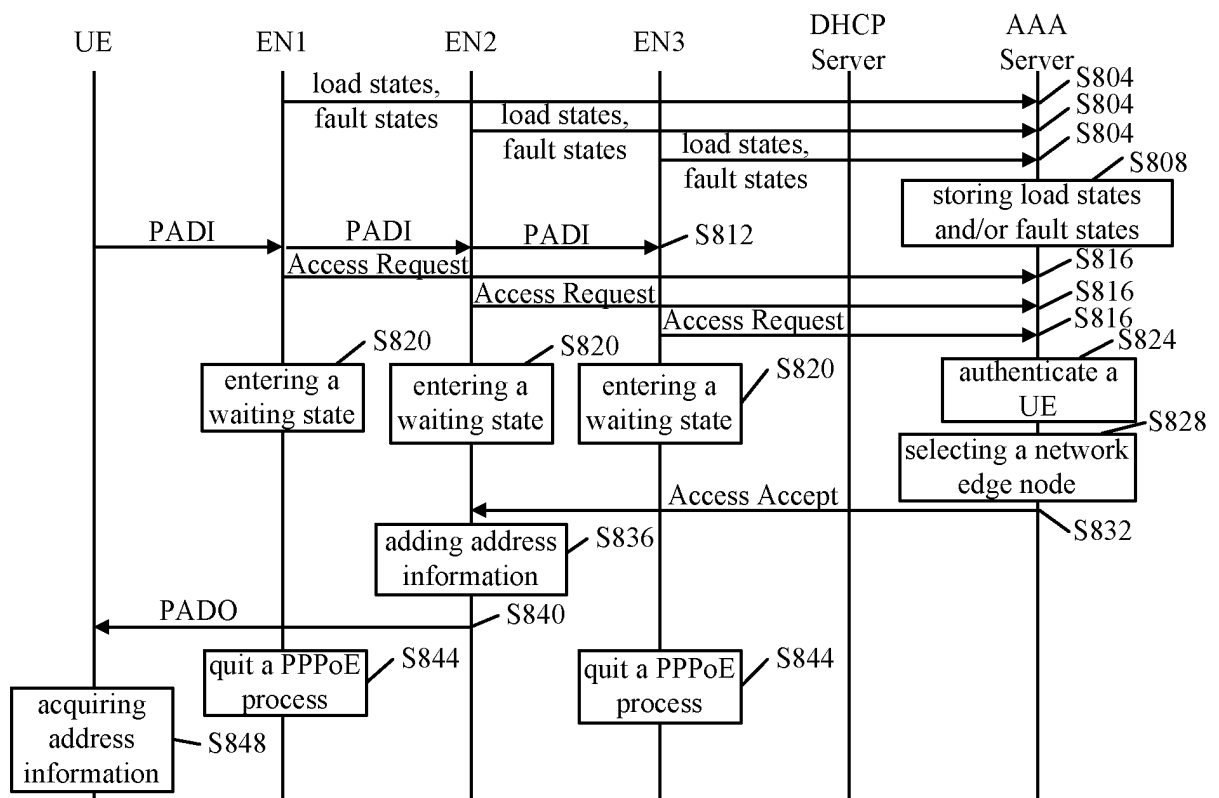 UE
EN1
EN2
EN3
DHCP
Server
AAA
Server
load states,
fault states
S804
load states,
fault states
S804
load states,
fault states
S804
S808
storing load states
and/or fault states
PADI
PADI
PADI
S812
Access Request
S816
Access Request
S816
Access Request
S816
S820
entering a
waiting state
S820
entering a
waiting state
S820
entering a
waiting state
S824
authenticate a
UE
S828
selecting a network
edge node
Access Accept
S832
adding address
information
S836
PADO
S840
quit a PPPoE
process
S844
quit a PPPoE
process
S844
acquiring
address
information
S848